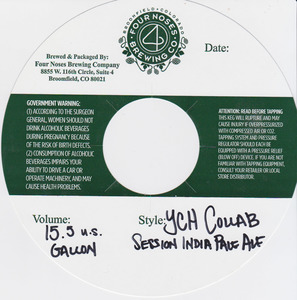 BROOMFIELD • COLORADO
FOUR NOSES
4
BREWING CO.
Brewed & Packaged By:
Four Noses Brewing Company
8855 W. 116th Circle, Suite 4
Broomfield, CO 80021
Date:
GOVERNMENT WARNING:
(1) ACCORDING TO THE SURGEON
GENERAL, WOMEN SHOULD NOT
DRINK ALCOHOLIC BEVERAGES
DURING PREGNANCY BECAUSE
OF THE RISK OF BIRTH DEFECTS.
(2) CONSUMPTION OF ALCOHOLIC
BEVERAGES IMPAIRS YOUR
ABILITY TO DRIVE A CAR OR
OPERATE MACHINERY, AND MAY
CAUSE HEALTH PROBLEMS.
ATTENTION: READ BEFORE TAPPING
THIS KEG WILL RUPTURE AND MAY
CAUSE INJURY IF OVERPRESSURIZED
WITH COMPRESSED AIR OR CO2.
TAPPING SYSTEM AND PRESSURE
REGULATOR SHOULD EACH BE
EQUIPPED WITH A PRESSURE RELIEF
(BLOW OFF) DEVICE. IF YOU ARE NOT
FAMILIAR WITH TAPPING EQUIPMENT,
CONSULT YOUR RETAILER OR LOCAL
STORE DISTRIBUTOR.
Volume:
15.5 U.S.
GALLON
Style: YCH COLLAB
SESSION INDIA PALE ALE